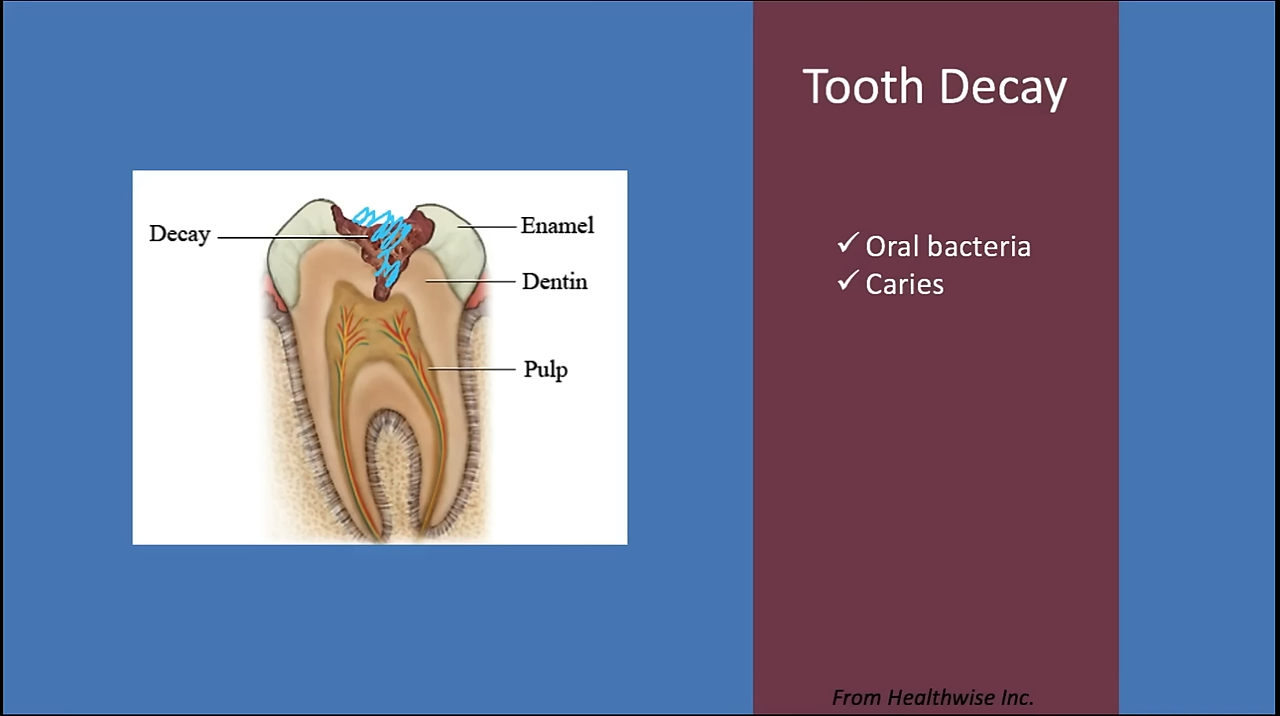 Tooth Decay
Decay
Enamel
Dentin
Pulp
✓ Oral bacteria
✓ Caries
From Healthwise Inc.